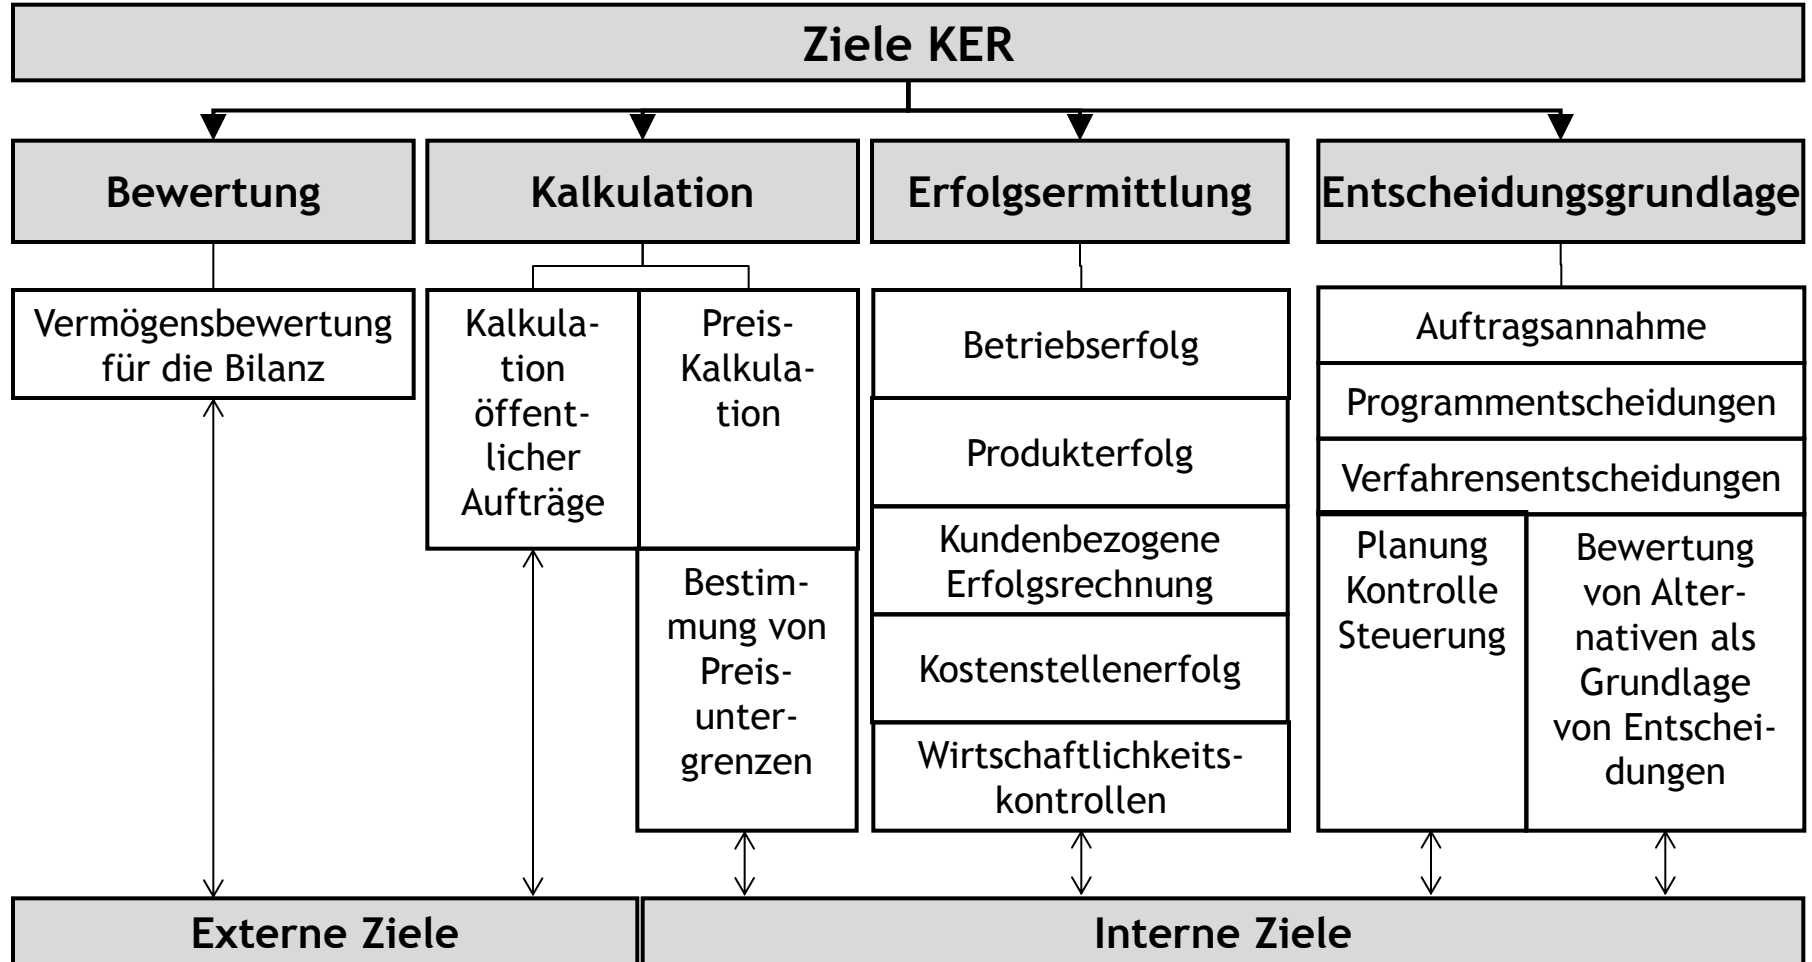 Ziele KER
Bewertung
Kalkulation
Erfolgsermittlung
Entscheidungsgrundlage
Vermögensbewertung
für die Bilanz
Kalkula-
tion
öffent-
licher
Aufträge
Preis-
Kalkula-
tion
Bestim-
mung von
Preis-
unter-
grenzen
Betriebserfolg
Produkterfolg
Kundenbezogene
Erfolgsrechnung
Kostenstellenerfolg
Wirtschaftlichkeits-
kontrollen
Auftragsannahme
Programmentscheidungen
Verfahrensentscheidungen
Planung
Kontrolle
Steuerung
Bewertung
von Alter-
nativen als
Grundlage
von Entschei-
dungen
Externe Ziele
Interne Ziele